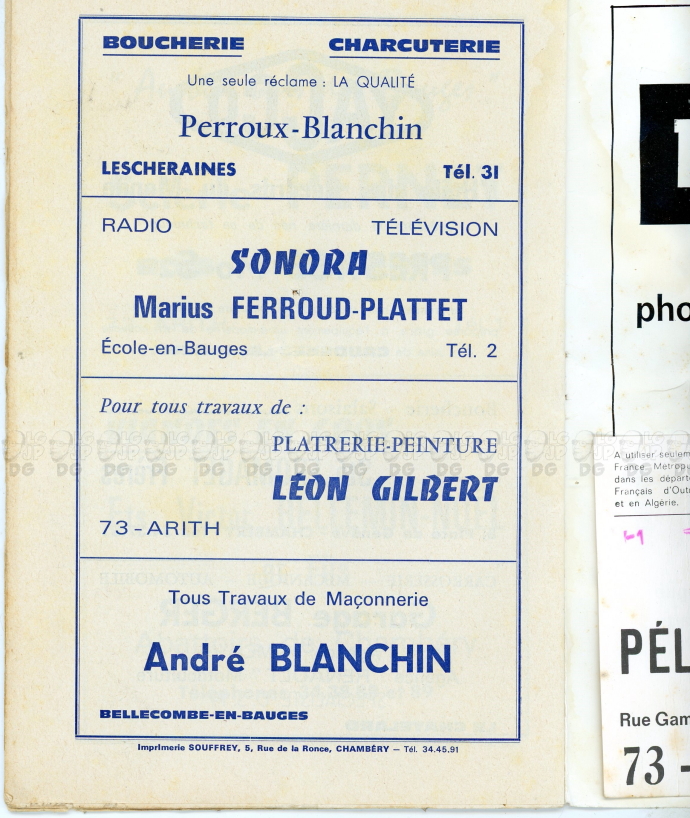 BOUCHERIE CHARCUTERIE
Une seule réclame : LA QUALITÉ
Perroux-Blanchin
LESCHERAINES Tél. 31
RADIO TÉLÉVISION
SONORA
Marius FERROUD-PLATTET
École-en-Bauges Tél. 2
Pour tous travaux de :
PLATRERIE-PEINTURE
LÉON GILBERT
73-ARITH
Tous Travaux de Maçonnerie
André BLANCHIN
BELLECOMBE-EN-BAUGES
Imprimerie SOUFFREY, 5, Rue de la Ronce, CHAMBÉRY — Tél. 34.45.91
pho
A utiliser seulem
France Métropo
dans les départe
Français d'Outr
et en Algérie.
PÉL
Rue Gam
73 -